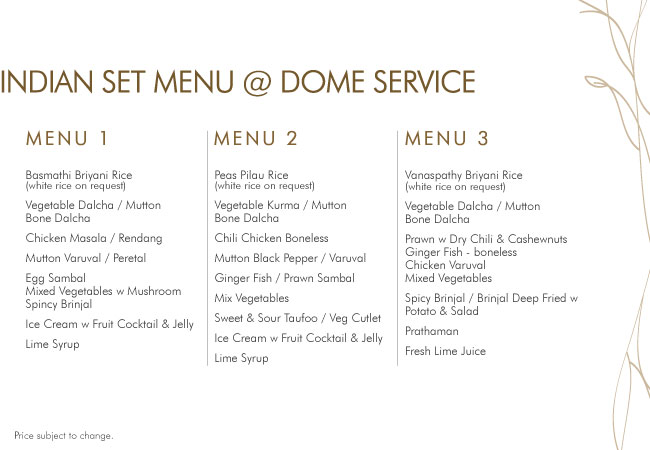 INDIAN SET MENU @ DOME SERVICE
MENU 1
Basmathi Briyani Rice
(white rice on request)
Vegetable Dalcha / Mutton
Bone Dalcha
Chicken Masala / Rendang
Mutton Varuval / Peretal
Egg Sambal
Mixed Vegetables w Mushroom
Spincy Brinjal
Ice Cream w Fruit Cocktail & Jelly
Lime Syrup
MENU 2
Peas Pilau Rice
(white rice on request)
Vegetable Kurma / Mutton
Bone Dalcha
Chili Chicken Boneless
Mutton Black Pepper / Varuval
Ginger Fish / Prawn Sambal
Mix Vegetables
Sweet & Sour Taufoo / Veg Cutlet
Ice Cream w Fruit Cocktail & Jelly
Lime Syrup
MENU 3
Vanaspathy Briyani Rice
(white rice on request)
Vegetable Dalcha / Mutton
Bone Dalcha
Prawn w Dry Chili & Cashewnuts
Ginger Fish - boneless
Chicken Varuval
Mixed Vegetables
Spicy Brinjal / Brinjal Deep Fried w
Potato & Salad
Prathaman
Fresh Lime Juice
Price subject to change.